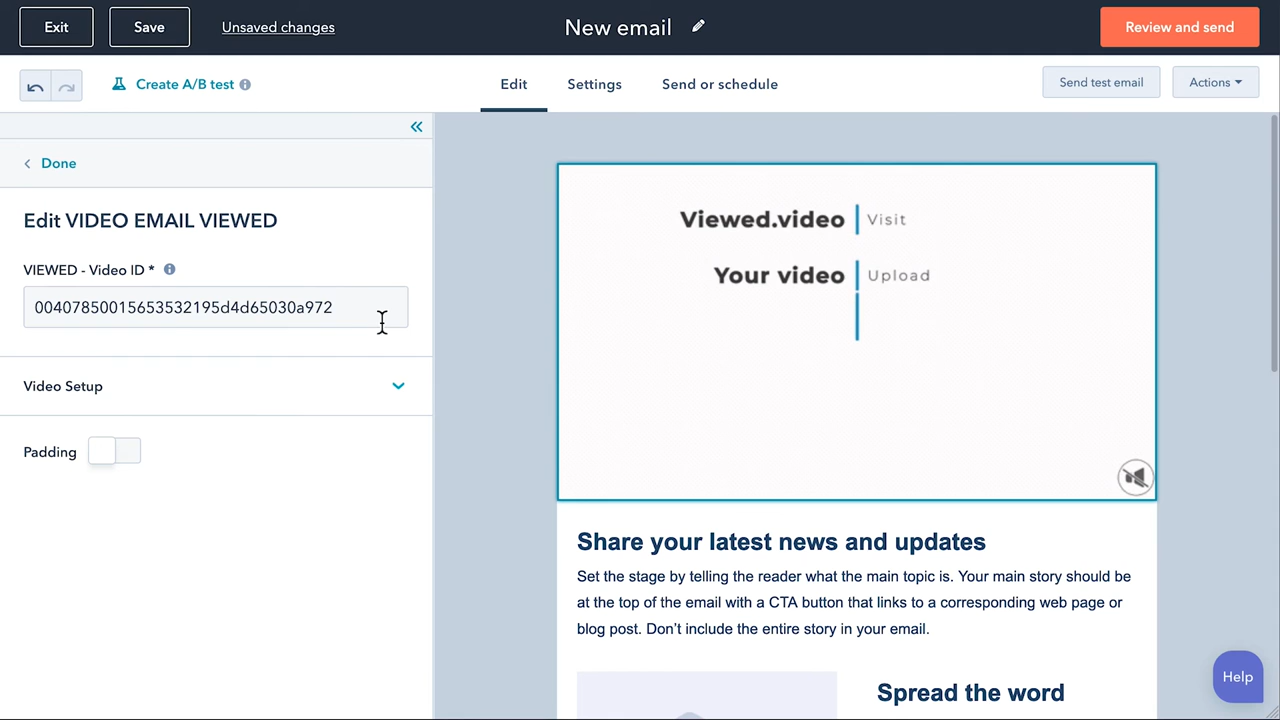 Exit
Save
Unsaved changes
New email
Review and send
Create A/B test
Edit
Settings
Send or schedule
Send test email
Actions
Done
Edit VIDEO EMAIL VIEWED
VIEWED - Video ID *
00407850015653532195d4d65030a972
Video Setup
Padding
Viewed.video Visit
Your video Upload
Share your latest news and updates
Set the stage by telling the reader what the main topic is. Your main story should be
at the top of the email with a CTA button that links to a corresponding web page or
blog post. Don’t include the entire story in your email.
Spread the word
Help